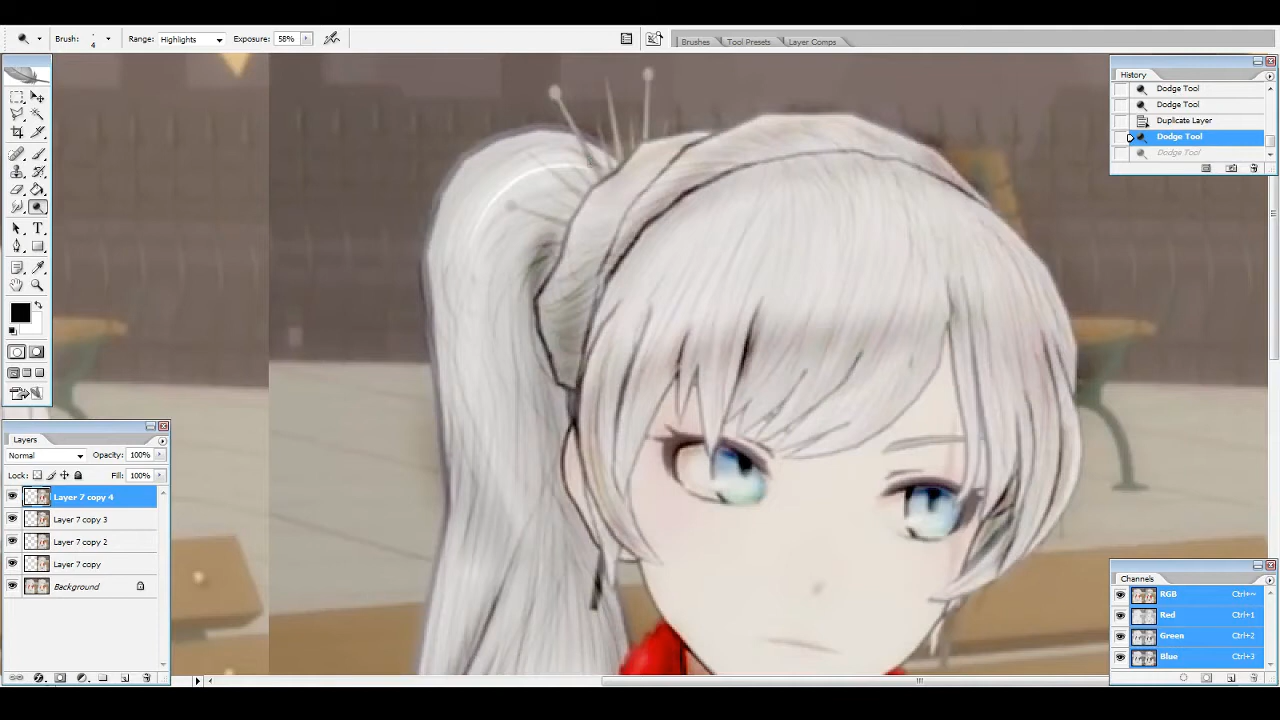 Brush: 4 Range: Highlights Exposure: 58%
Brushes Tool Presets Layer Comps
History
Dodge Tool
Dodge Tool
Duplicate Layer
Dodge Tool
Dodge Tool
Layers
Normal Opacity: 100%
Lock: Fill: 100%
Layer 7 copy 4
Layer 7 copy 3
Layer 7 copy 2
Layer 7 copy
Background
Channels
RGB Ctrl+~
Red Ctrl+1
Green Ctrl+2
Blue Ctrl+3